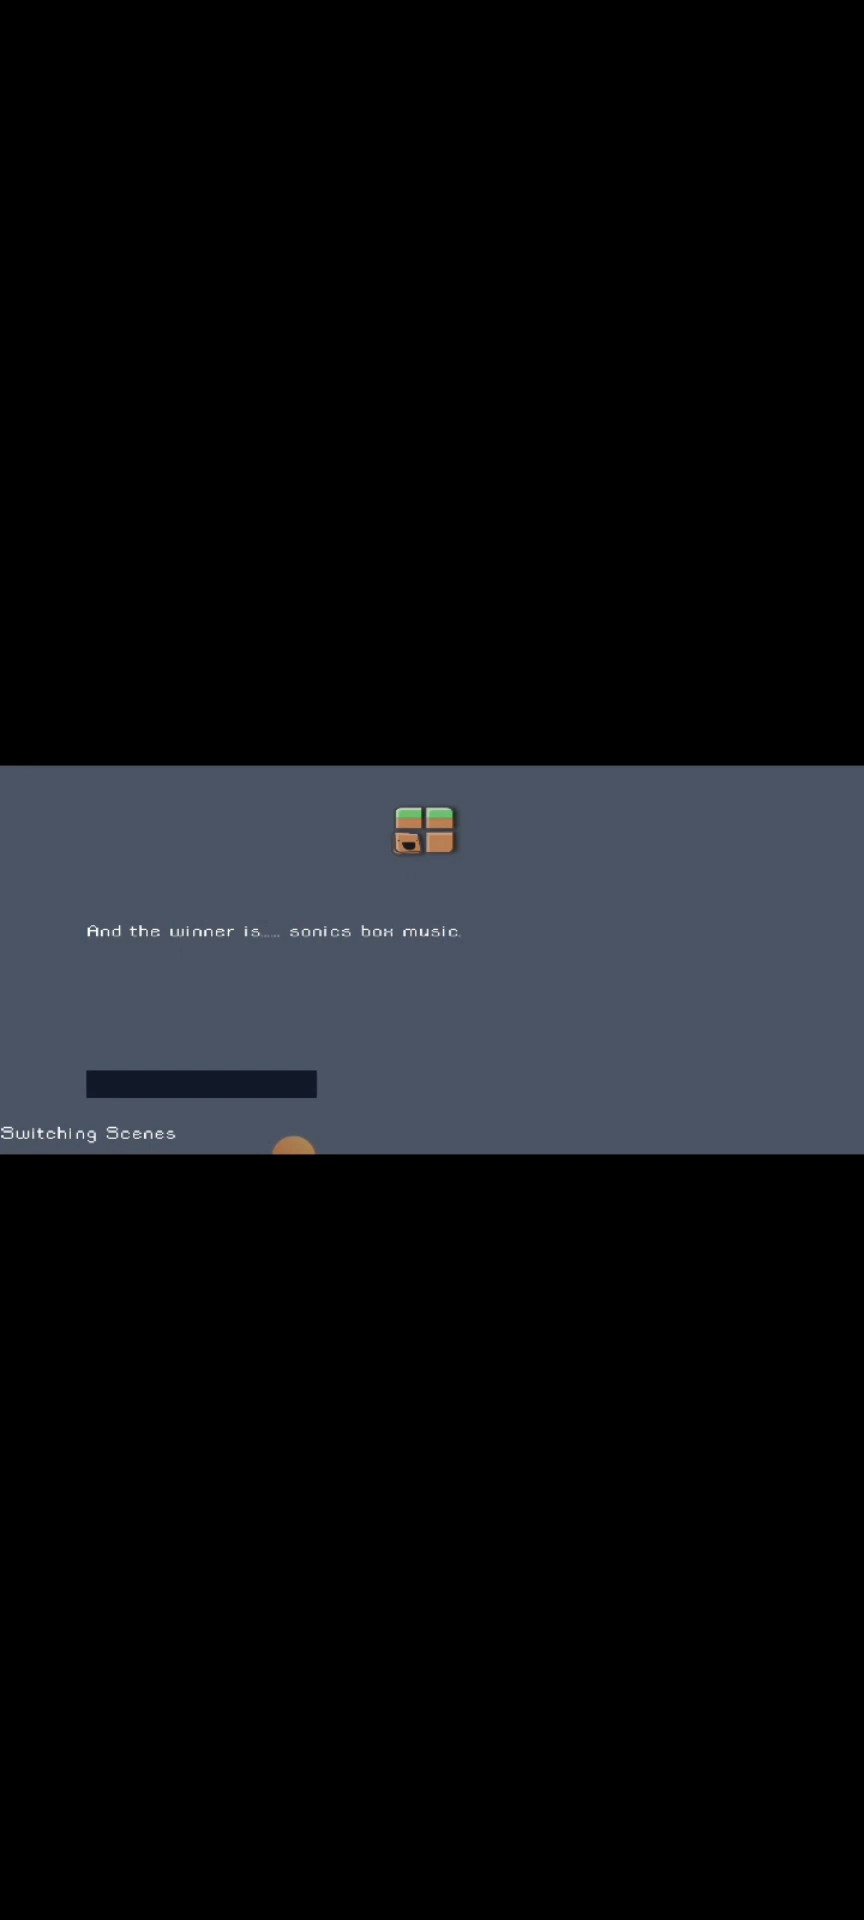 And the winner is...... sonics box music.
Switching Scenes